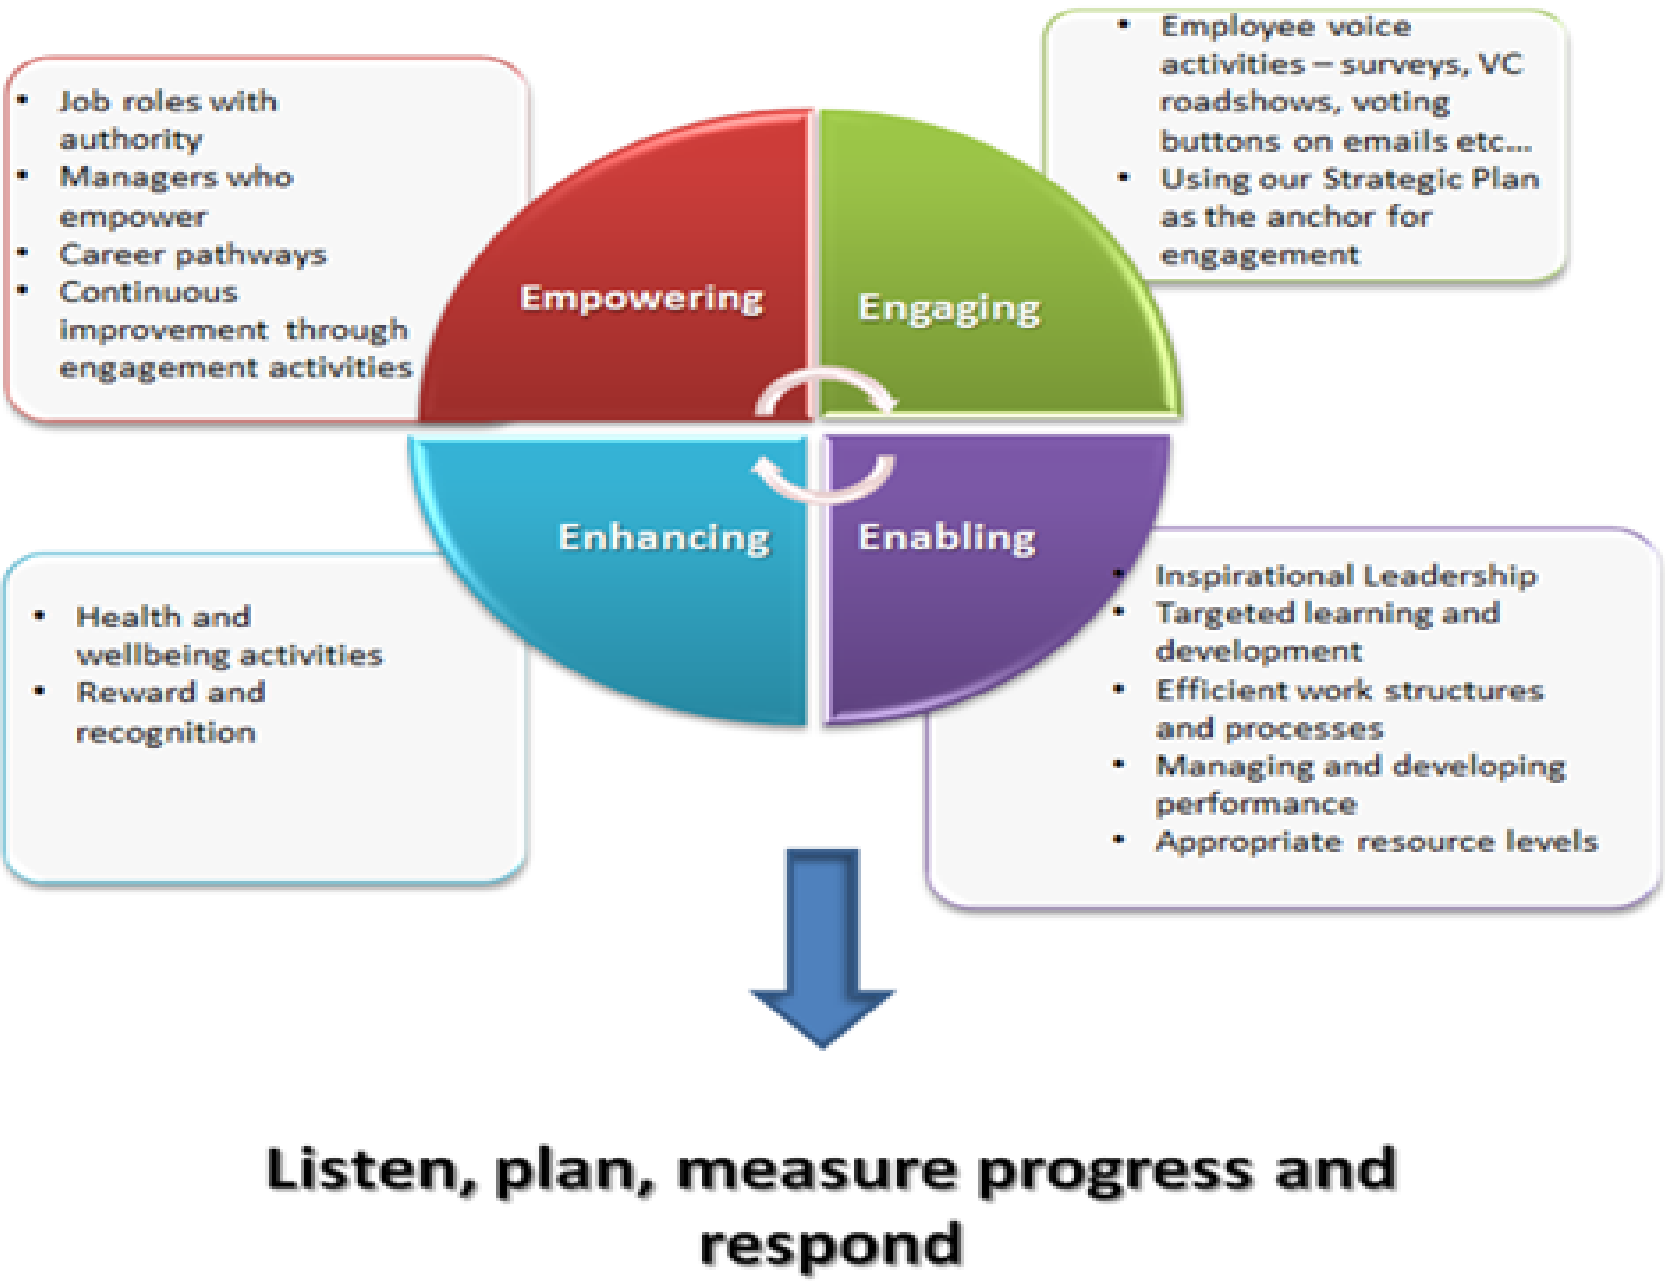 • Job roles with
authority
• Managers who
empower
• Career pathways
• Continuous
improvement through
engagement activities
• Employee voice
activities – surveys, VC
roadshows, voting
buttons on emails etc...
• Using our Strategic Plan
as the anchor for
engagement
Empowering
Engaging
Enhancing
Enabling
• Health and
wellbeing activities
• Reward and
recognition
• Inspirational Leadership
• Targeted learning and
development
• Efficient work structures
and processes
• Managing and developing
performance
• Appropriate resource levels
Listen, plan, measure progress and
respond